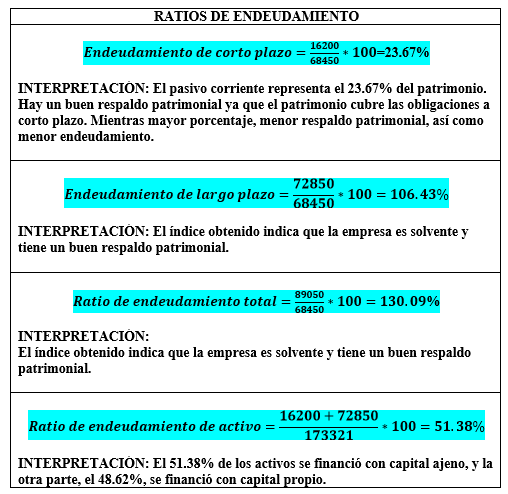 RATIOS DE ENDEUDAMIENTO
Endeudamiento de corto plazo = 16200/68450 * 100=23.67%
INTERPRETACIÓN: El pasivo corriente representa el 23.67% del patrimonio.
Hay un buen respaldo patrimonial ya que el patrimonio cubre las obligaciones a
corto plazo. Mientras mayor porcentaje, menor respaldo patrimonial, así como
menor endeudamiento.
Endeudamiento de largo plazo = 72850/68450 * 100 = 106.43%
INTERPRETACIÓN: El índice obtenido indica que la empresa es solvente y
tiene un buen respaldo patrimonial.
Ratio de endeudamiento total = 89050/68450 * 100 = 130.09%
INTERPRETACIÓN:
El índice obtenido indica que la empresa es solvente y tiene un buen respaldo
patrimonial.
Ratio de endeudamiento de activo = 16200 + 72850/173321 * 100 = 51.38%
INTERPRETACIÓN: El 51.38% de los activos se financió con capital ajeno, y la
otra parte, el 48.62%, se financió con capital propio.